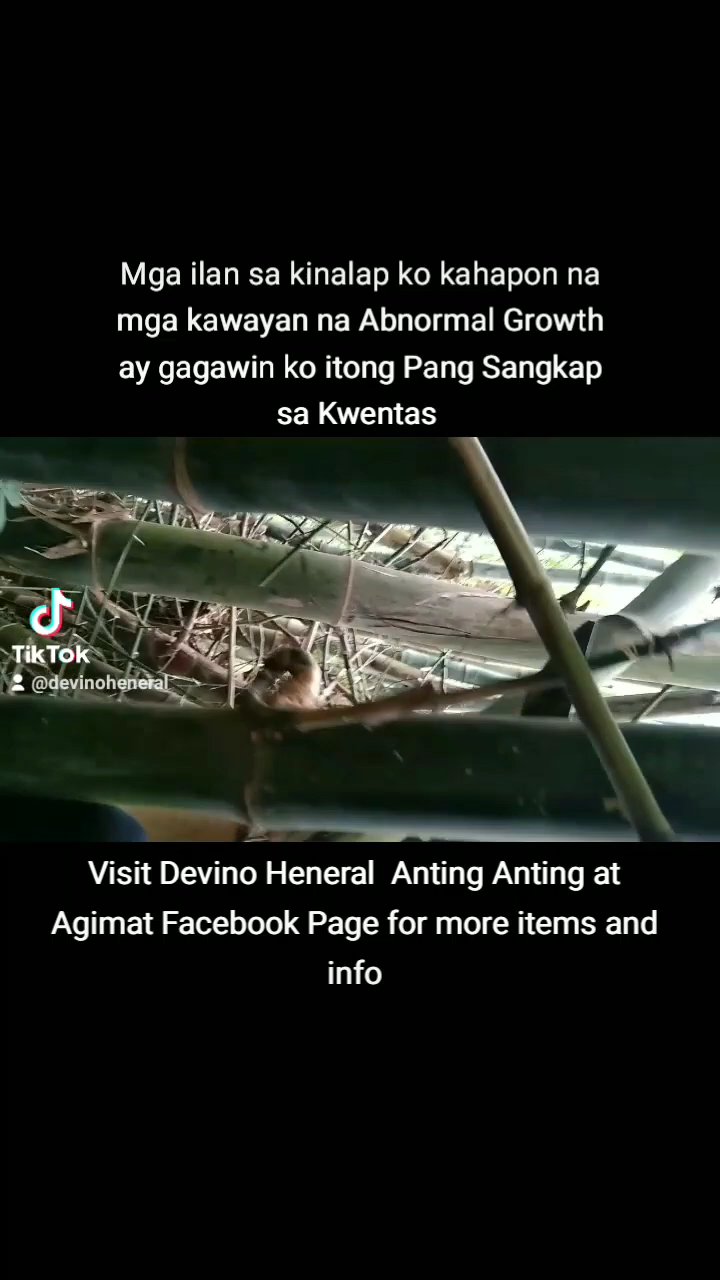 Mga ilan sa kinalap ko kahapon na
mga kawayan na Abnormal Growth
ay gagawin ko itong Pang Sangkap
sa Kwentas
TikTok
@devinoheneral
Visit Devino Heneral Anting Anting at
Agimat Facebook Page for more items and
info